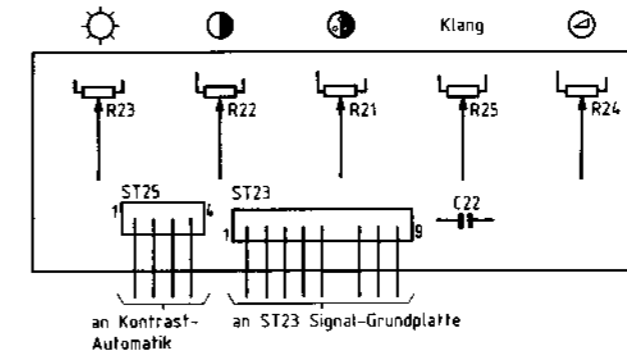 Klang
R23
R22
R21
R25
R24
ST25
1
4
ST23
1
9
C22
an Kontrast-
Automatik
an ST23 Signal-Grundplatte